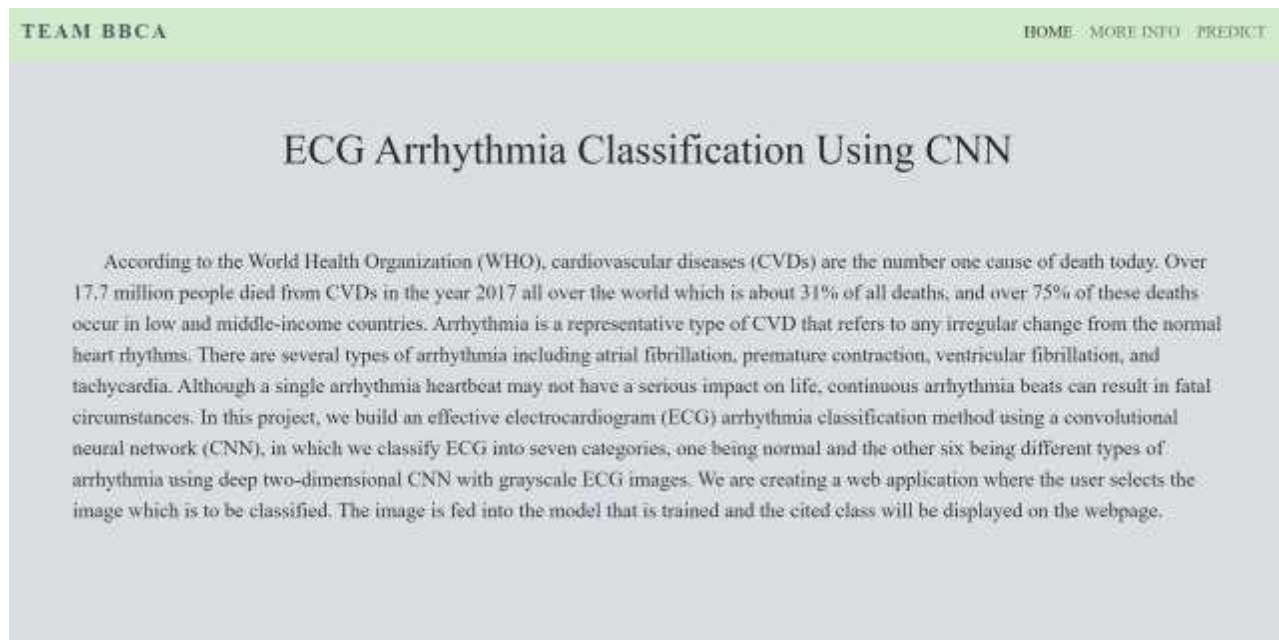 TEAM BBCA
HOME MORE INFO PREDICT
ECG Arrhythmia Classification Using CNN
According to the World Health Organization (WHO), cardiovascular diseases (CVDs) are the number one cause of death today. Over
17.7 million people died from CVDs in the year 2017 all over the world which is about 31% of all deaths, and over 75% of these deaths
occur in low and middle-income countries. Arrhythmia is a representative type of CVD that refers to any irregular change from the normal
heart rhythms. There are several types of arrhythmia including atrial fibrillation, premature contraction, ventricular fibrillation, and
tachycardia. Although a single arrhythmia heartbeat may not have a serious impact on life, continuous arrhythmia beats can result in fatal
circumstances. In this project, we build an effective electrocardiogram (ECG) arrhythmia classification method using a convolutional
neural network (CNN), in which we classify ECG into seven categories, one being normal and the other six being different types of
arrhythmia using deep two-dimensional CNN with grayscale ECG images. We are creating a web application where the user selects the
image which is to be classified. The image is fed into the model that is trained and the cited class will be displayed on the webpage.